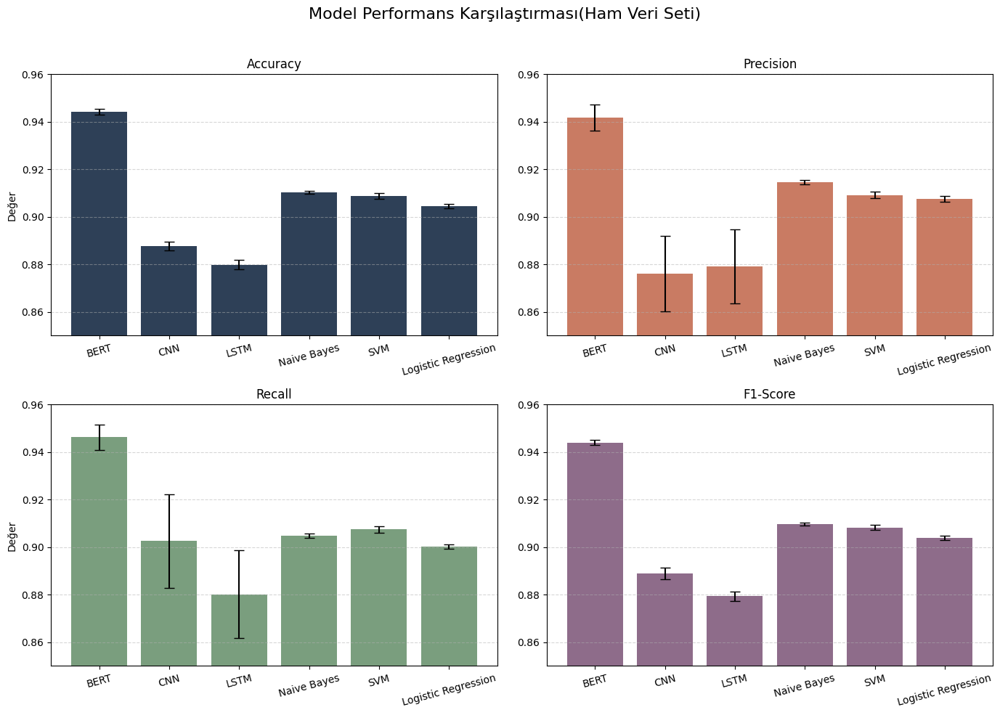 Model Performans Karşılaştırması(Ham Veri Seti)
Accuracy
Değer
0.96
0.94
0.92
0.90
0.88
0.86
BERT
CNN
LSTM
Naive Bayes
SVM
Logistic Regression
Precision
0.96
0.94
0.92
0.90
0.88
0.86
BERT
CNN
LSTM
Naive Bayes
SVM
Logistic Regression
Recall
Değer
0.96
0.94
0.92
0.90
0.88
0.86
BERT
CNN
LSTM
Naive Bayes
SVM
Logistic Regression
F1-Score
0.96
0.94
0.92
0.90
0.88
0.86
BERT
CNN
LSTM
Naive Bayes
SVM
Logistic Regression